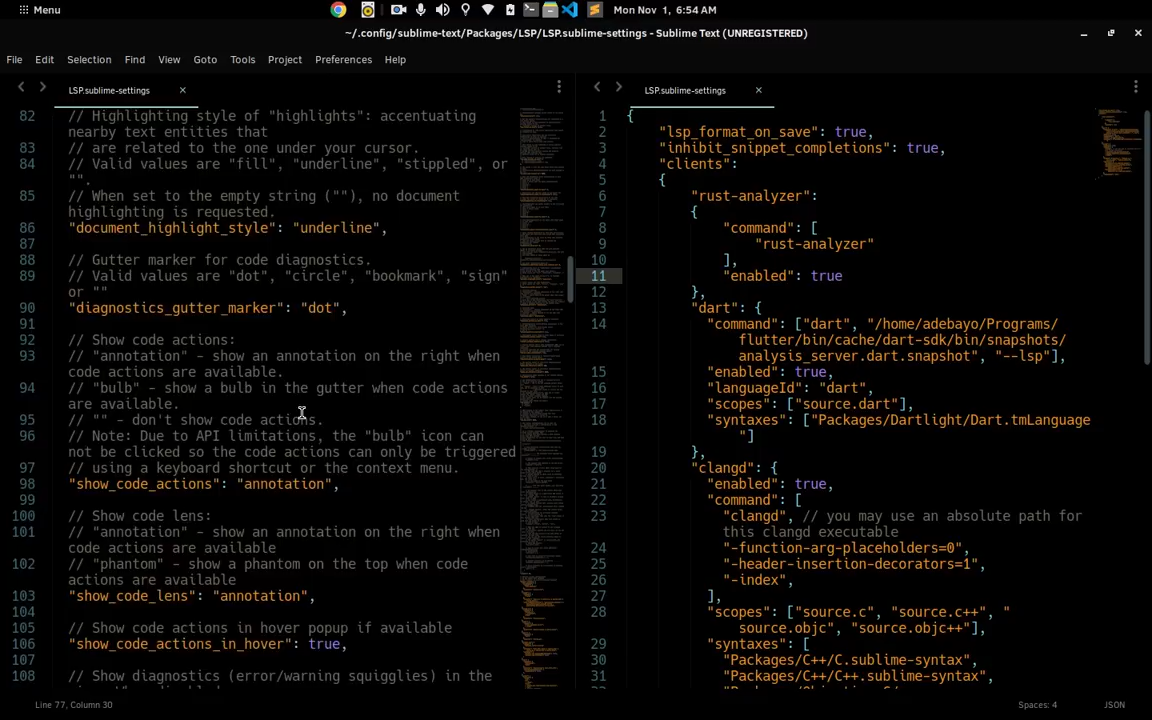 Menu
Mon Nov 1, 6:54 AM
~/.config/sublime-text/Packages/LSP/LSP.sublime-settings - Sublime Text (UNREGISTERED)
File Edit Selection Find View Goto Tools Project Preferences Help
LSP.sublime-settings
82 // Highlighting style of "highlights": accentuating
nearby text entities that
83 // are related to the one under your cursor.
84 // Valid values are "fill", "underline", "stippled", or
"".
85 // When set to the empty string (""), no document
highlighting is requested.
86 "document_highlight_style": "underline",
87
88 // Gutter marker for code diagnostics.
89 // Valid values are "dot", "circle", "bookmark", "sign"
or ""
90 "diagnostics_gutter_marker": "dot",
91
92 // Show code actions:
93 // "annotation" - show an annotation on the right when
code actions are available.
94 // "bulb" - show a bulb in the gutter when code actions
are available.
95 // "" - don't show code actions.
96 // Note: Due to API limitations, the "bulb" icon can
not be clicked so the code actions can only be triggered
97 // using a keyboard shortcut or the context menu.
98 "show_code_actions": "annotation",
99
100 // Show code lens:
101 // "annotation" - show an annotation on the right when
code actions are available
102 // "phantom" - show a phantom on the top when code
actions are available
103 "show_code_lens": "annotation",
104
105 // Show code actions in hover popup if available
106 "show_code_actions_in_hover": true,
107
108 // Show diagnostics (error/warning squigglies) in the
LSP.sublime-settings
1 {
2 "lsp_format_on_save": true,
3 "inhibit_snippet_completions": true,
4 "clients":
5 {
6 "rust-analyzer":
7 {
8 "command": [
9 "rust-analyzer"
10 ],
11 "enabled": true
12 },
13 "dart": {
14 "command": ["dart", "/home/adebayo/Programs/
flutter/bin/cache/dart-sdk/bin/snapshots/
analysis_server.dart.snapshot", "--lsp"],
15 "enabled": true,
16 "languageId": "dart",
17 "scopes": ["source.dart"],
18 "syntaxes": ["Packages/Dartlight/Dart.tmLanguage
"]
19 },
20 "clangd": {
21 "enabled": true,
22 "command": [
23 "clangd", // you may use an absolute path for
this clangd executable
24 "-function-arg-placeholders=0",
25 "-header-insertion-decorators=1",
26 "-index",
27 ],
28 "scopes": ["source.c", "source.c++", "
source.objc", "source.objc++"],
29 "syntaxes": [
30 "Packages/C++/C.sublime-syntax",
31 "Packages/C++/C++.sublime-syntax",
Line 77, Column 30
Spaces: 4
JSON